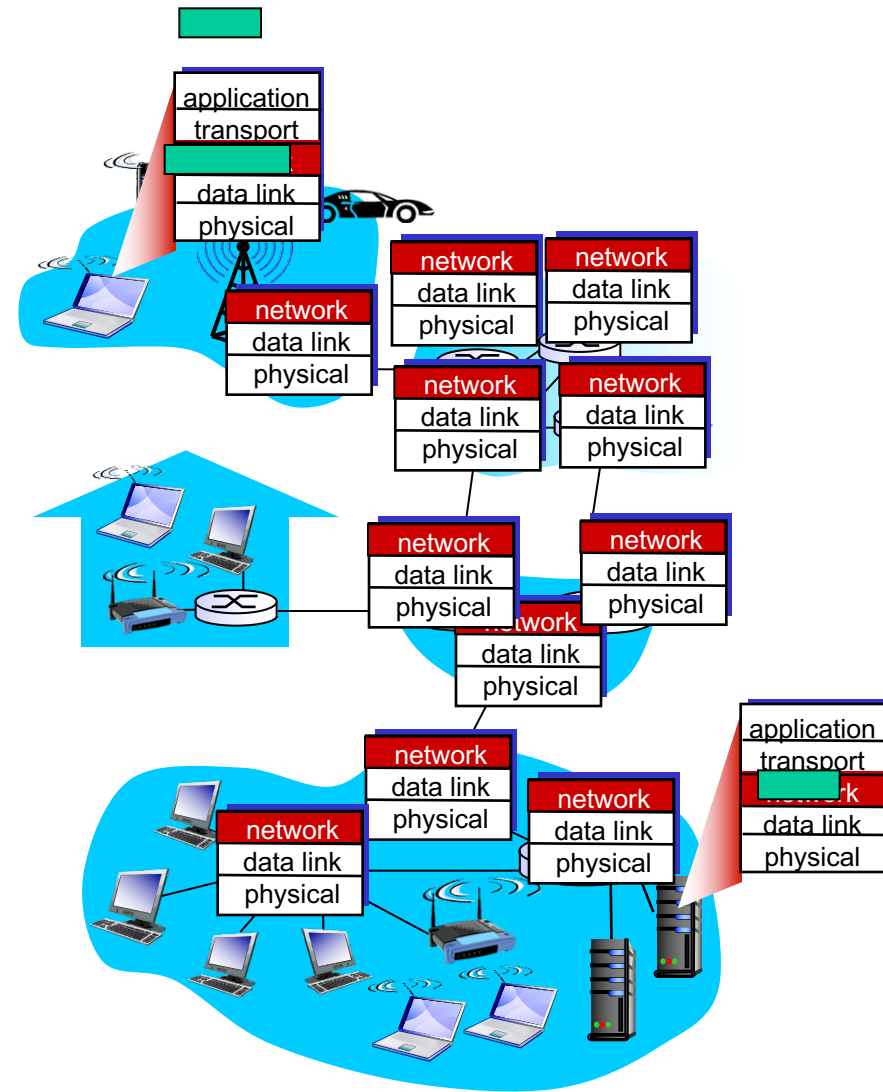 application
transport
data link
physical
network
data link
physical
network
data link
physical
network
data link
physical
network
data link
physical
network
data link
physical
network
data link
physical
network
data link
physical
network
data link
physical
application
transport
network
data link
physical
network
data link
physical
network
data link
physical
network
data link
physical